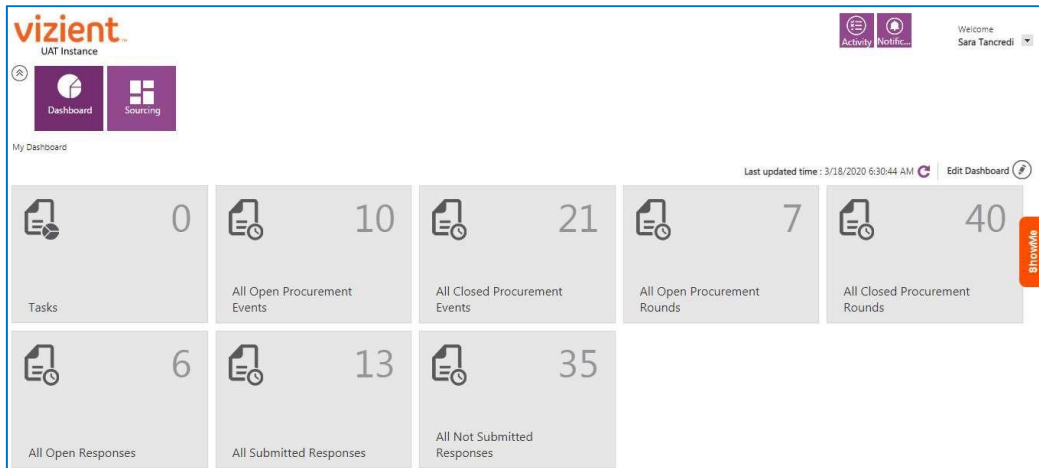 vizient
UAT Instance
Activity
Notific...
Welcome
Sara Tancredi
Dashboard
Sourcing
My Dashboard
Last updated time : 3/18/2020 6:30:44 AM
Edit Dashboard
0
Tasks
10
All Open Procurement
Events
21
All Closed Procurement
Events
7
All Open Procurement
Rounds
40
All Closed Procurement
Rounds
ShowMe
6
All Open Responses
13
All Submitted Responses
35
All Not Submitted
Responses